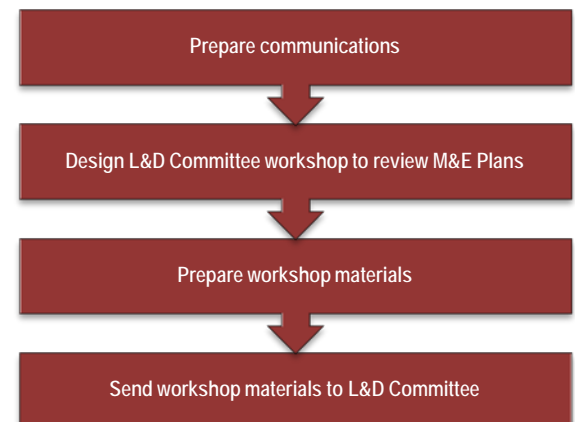 Prepare communications
Design L&D Committee workshop to review M&E Plans
Prepare workshop materials
Send workshop materials to L&D Committee